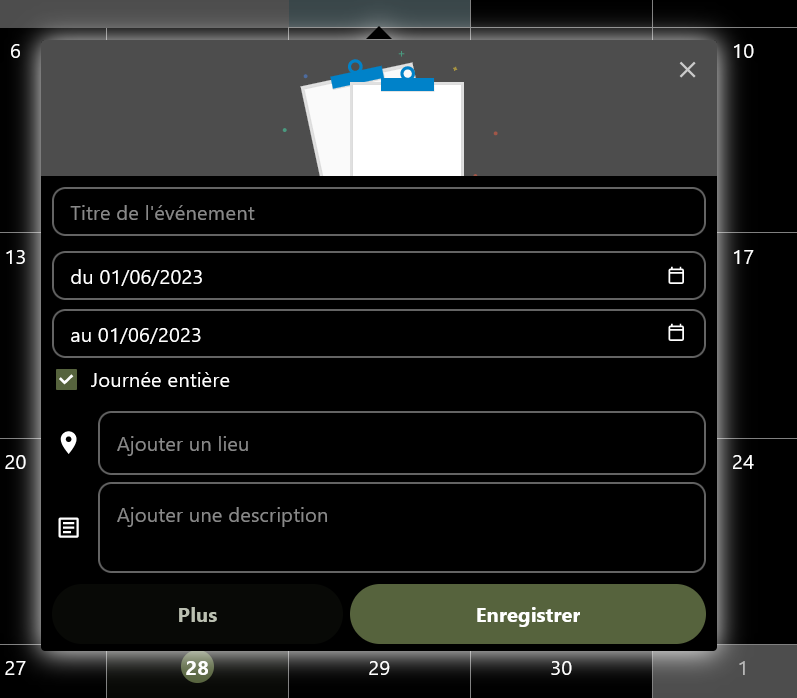 6
10
Titre de l'événement
13
17
du 01/06/2023
au 01/06/2023
Journée entière
Ajouter un lieu
20
24
Ajouter une description
Plus
Enregistrer
27
28
29
30
1